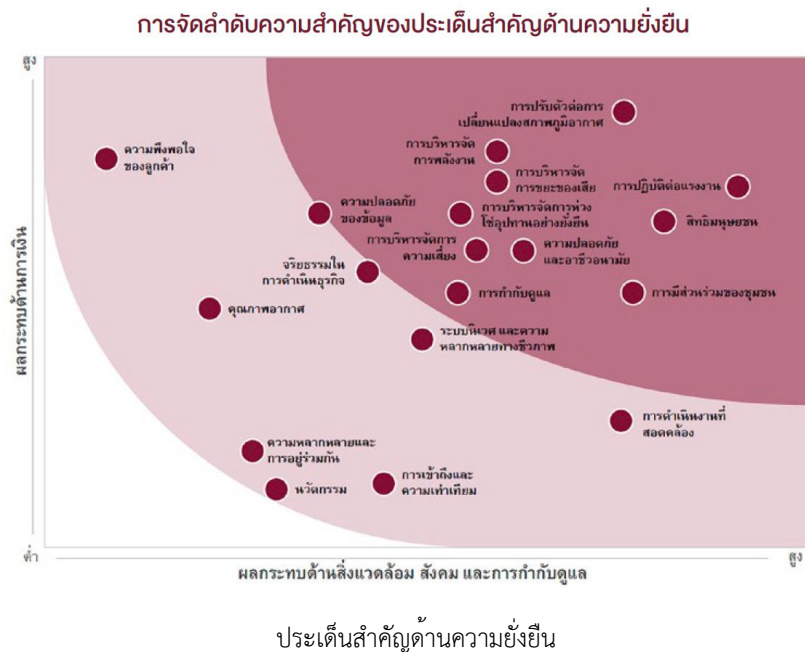 การจัดลำดับความสำคัญของประเด็นสำคัญด้านความยั่งยืน
สูง
การปรับตัวต่อการ
เปลี่ยนแปลงสภาพภูมิอากาศ
ความพึงพอใจ
ของลูกค้า
การบริหารจัด
การพลังงาน
การบริหารจัด
การขยะของเสีย
การปฏิบัติต่อแรงงาน
ความปลอดภัย
ของข้อมูล
การบริหารจัดการห่วง
โซ่อุปทานอย่างยั่งยืน
สิทธิมนุษยชน
การบริหารจัดการ
ความเสี่ยง
ความปลอดภัย
และอาชีวอนามัย
จริยธรรมใน
การดำเนินธุรกิจ
การกำกับดูแล
การมีส่วนร่วมของชุมชน
คุณภาพอากาศ
ระบบนิเวศ และความ
หลากหลายทางชีวภาพ
การดำเนินงานที่
สอดคล้อง
ความหลากหลายและ
การอยู่ร่วมกัน
นวัตกรรม
การเข้าถึงและ
ความเท่าเทียม
ผลกระทบด้านการเงิน
ต่ำ
สูง
ผลกระทบด้านสิ่งแวดล้อม สังคม และการกำกับดูแล
ประเด็นสำคัญด้านความยั่งยืน